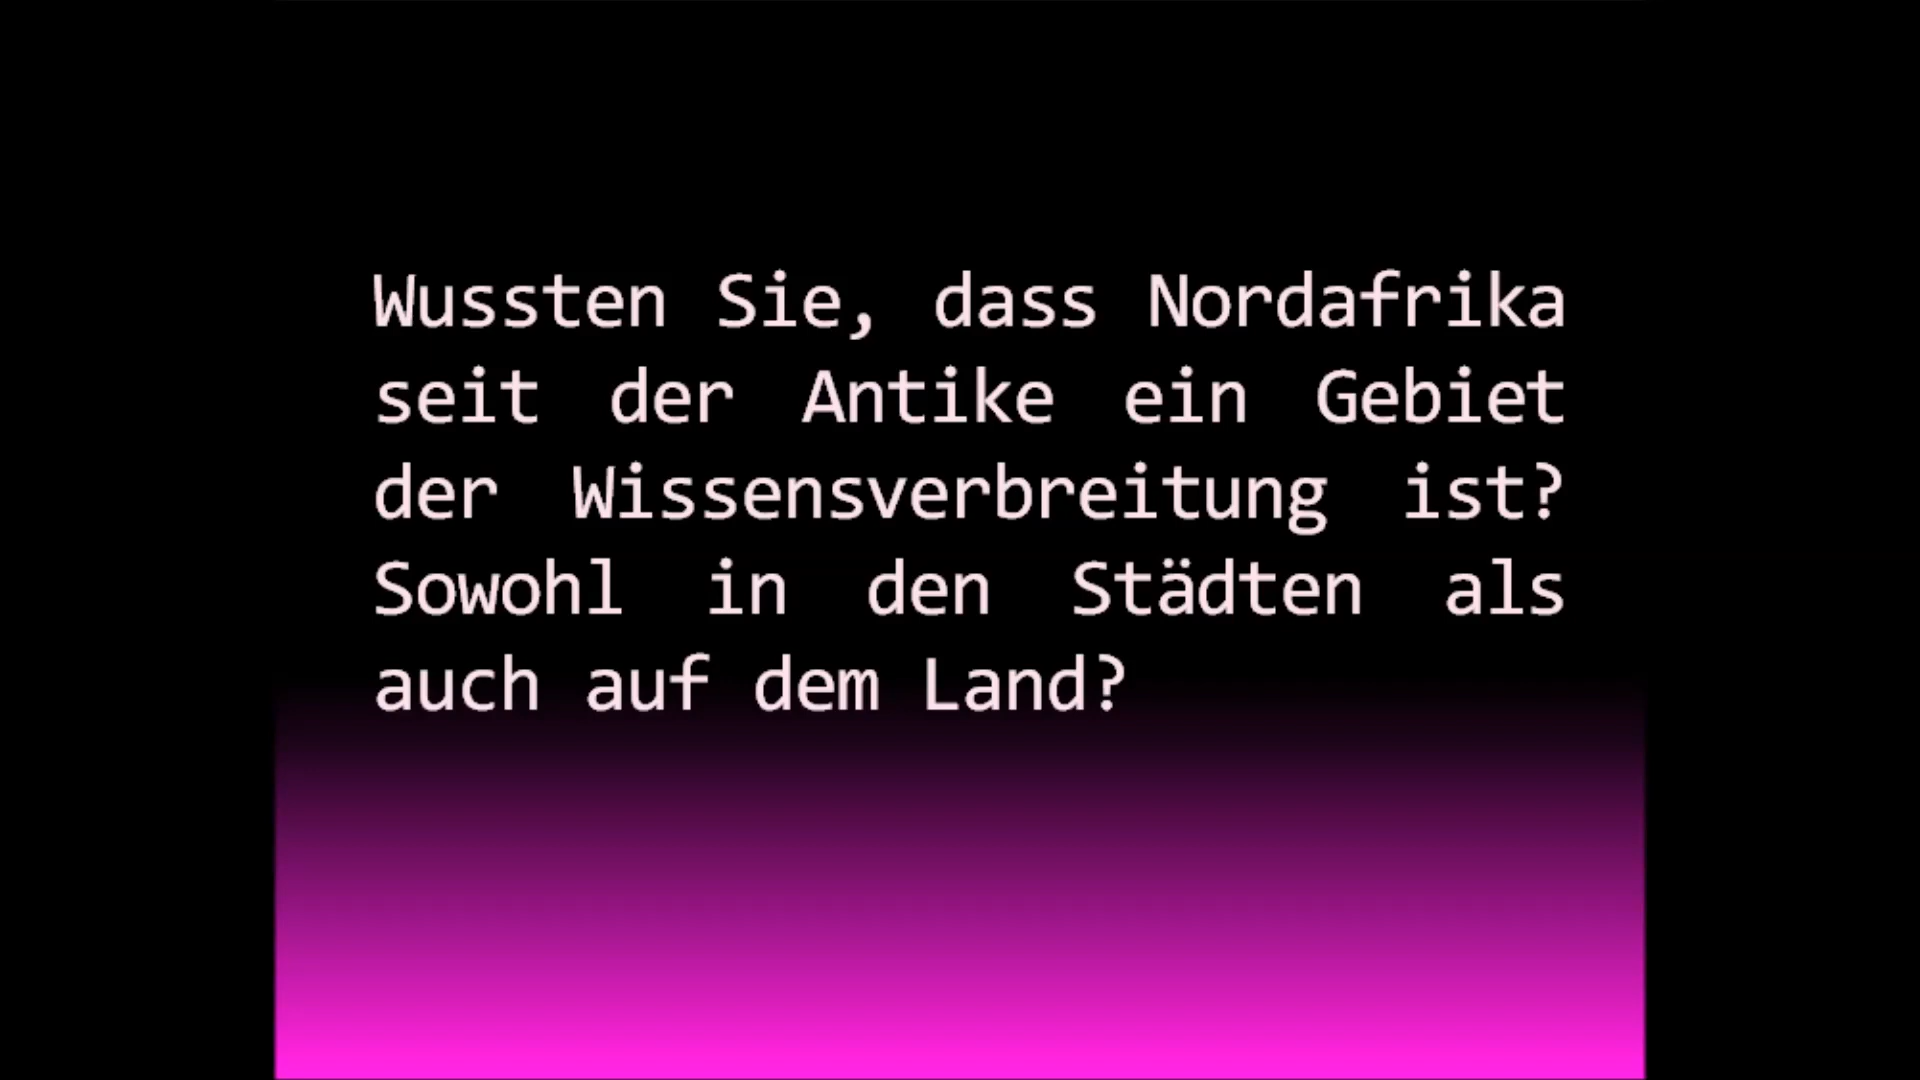 Wussten Sie, dass Nordafrika
seit der Antike ein Gebiet
der Wissensverbreitung ist?
Sowohl in den Städten als
auch auf dem Land?